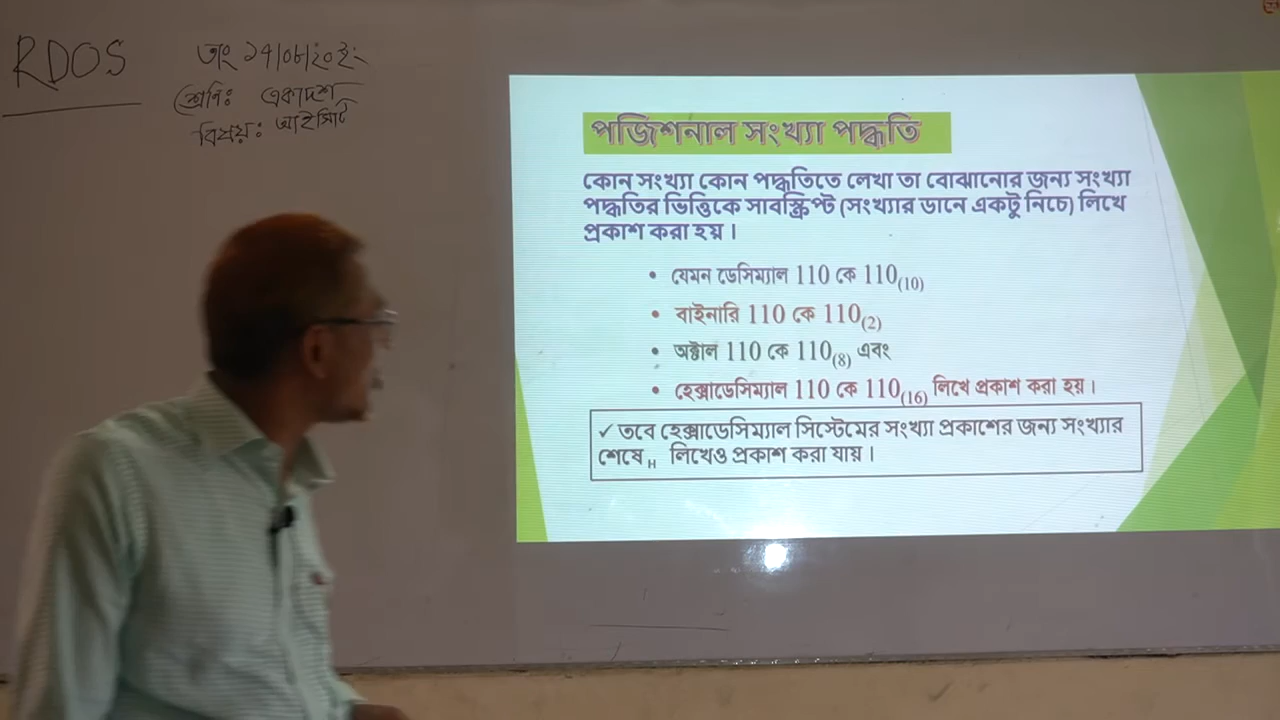 RDOS
তাং ১৭/০৮/২০ইং
শ্রেণিঃ একাদশ
বিষয়ঃ আইসিটি
পজিশনাল সংখ্যা পদ্ধতি
কোন সংখ্যা কোন পদ্ধতিতে লেখা তা বোঝানোর জন্য সংখ্যা
পদ্ধতির ভিত্তিকে সাবস্ক্রিপ্ট (সংখ্যার ডানে একটু নিচে) লিখে
প্রকাশ করা হয় ।
• যেমন ডেসিম্যাল 110 কে 110(10)
• বাইনারি 110 কে 110(2)
• অক্টাল 110 কে 110(8) এবং
• হেক্সাডেসিম্যাল 110 কে 110(16) লিখে প্রকাশ করা হয় ।
✓ তবে হেক্সাডেসিম্যাল সিস্টেমের সংখ্যা প্রকাশের জন্য সংখ্যার
শেষে H লিখেও প্রকাশ করা যায় ।